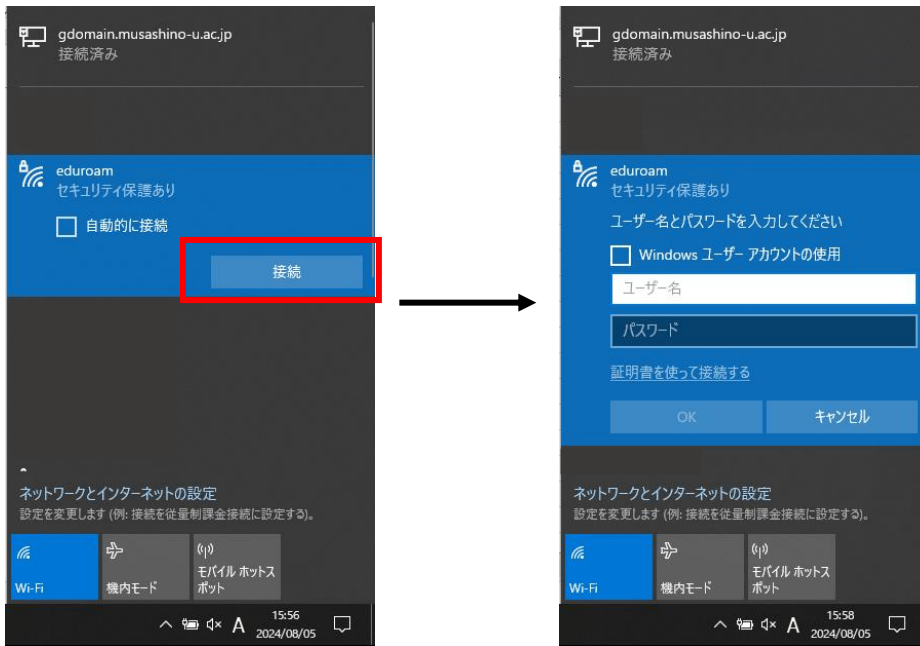 gdomain.musashino-u.ac.jp
接続済み
eduroam
セキュリティ保護あり
自動的に接続
接続
ネットワークとインターネットの設定
設定を変更します (例: 接続を従量制課金接続に設定する)。
Wi-Fi
機内モード
モバイル ホットス
ポット
A
15:56
2024/08/05
gdomain.musashino-u.ac.jp
接続済み
eduroam
セキュリティ保護あり
ユーザー名とパスワードを入力してください
Windows ユーザー アカウントの使用
ユーザー名
パスワード
証明書を使って接続する
OK
キャンセル
ネットワークとインターネットの設定
設定を変更します (例: 接続を従量制課金接続に設定する)。
Wi-Fi
機内モード
モバイル ホットス
ポット
A
15:58
2024/08/05